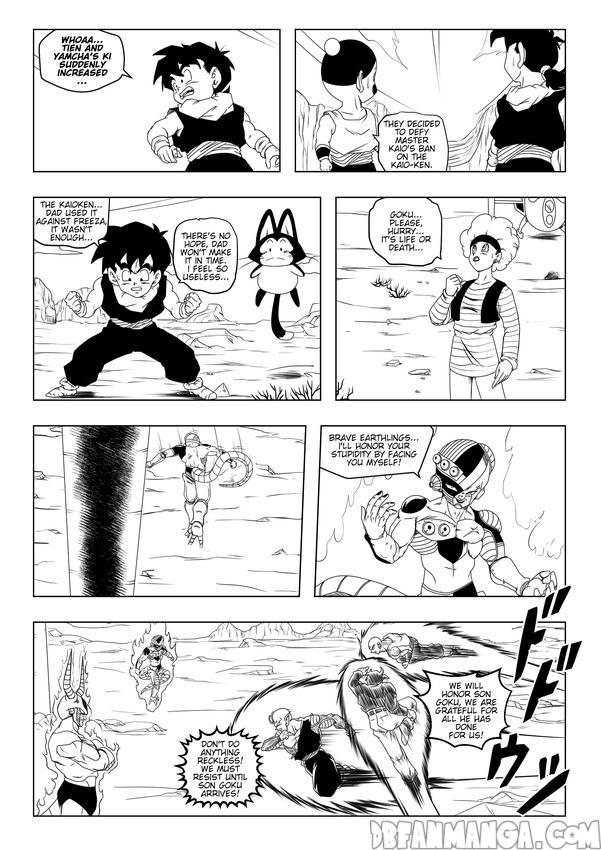 WHOAA...
TIEN AND
YAMCHA'S KI
SUDDENLY
INCREASED
...
THEY DECIDED
TO DEFY
MASTER
KAIO'S BAN
ON THE
KAIO-KEN.
THE KAIOKEN...
DAD USED IT
AGAINST FREEZA,
IT WASN'T
ENOUGH...
THERE'S NO
HOPE, DAD
WON'T MAKE
IT IN TIME.
I FEEL SO
USELESS...
GOKU...
PLEASE,
HURRY...
IT'S LIFE OR
DEATH...
BRAVE EARTHLINGS...
I'LL HONOR YOUR
STUPIDITY BY FACING
YOU MYSELF!
ドドウッ
WE WILL
HONOR SON
GOKU, WE ARE
GRATEFUL FOR
ALL HE HAS
DONE
FOR US!
DON'T DO
ANYTHING
RECKLESS!
WE MUST
RESIST UNTIL
SON GOKU
ARRIVES!
DBFANMANGA.COM